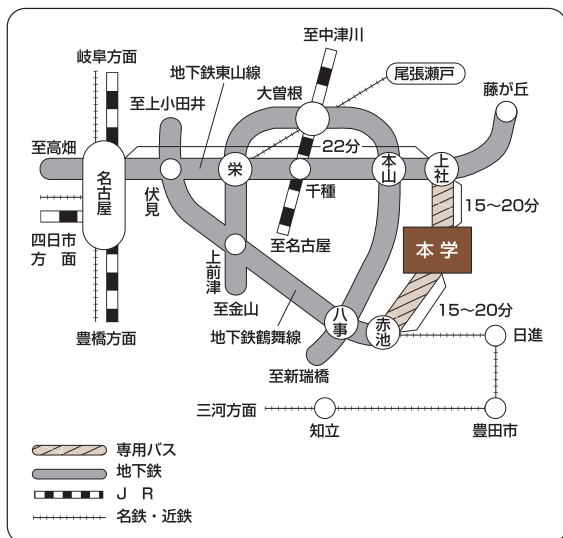 岐阜方面
至中津川
地下鉄東山線
尾張瀬戸
大曽根
藤が丘
至上小田井
至高畑
22分
名古屋
栄
本山
上社
伏見
千種
15〜20分
四日市
方面
至名古屋
本学
上前津
豊橋方面
至金山
地下鉄鶴舞線
八事
赤池
15〜20分
日進
至新瑞橋
三河方面
知立
豊田市
専用バス
地下鉄
J R
名鉄・近鉄